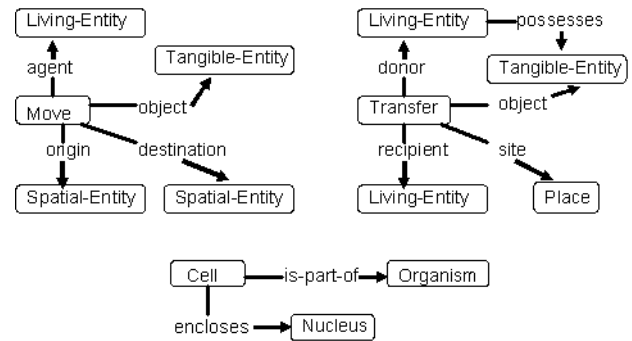 Living-Entity
agent
Tangible-Entity
Move
object
origin
destination
Spatial-Entity
Spatial-Entity
Living-Entity
possesses
donor
Tangible-Entity
Transfer
object
recipient
site
Living-Entity
Place
Cell
is-part-of
Organism
encloses
Nucleus